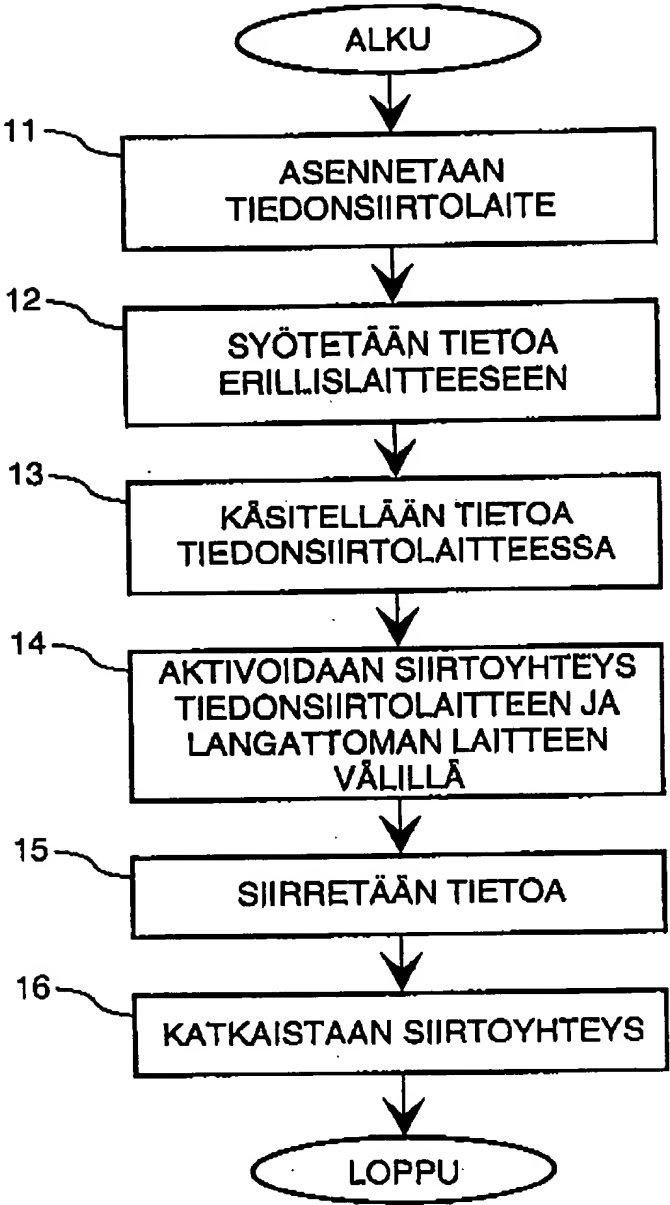 ALKU
11
ASENNETAAN
TIEDONSIIRTOLAITE
12
SYÖTETÄÄN TIETOA
ERILLISLAITTEESEEN
13
KÄSITELLÄÄN TIETOA
TIEDONSIIRTOLAITTEESSA
14
AKTIVOIDAAN SIIRTOYHTEYS
TIEDONSIIRTOLAITTEEN JA
LANGATTOMAN LAITTEEN
VÄLILLÄ
15
SIIRRETÄÄN TIETOA
16
KATKAISTAAN SIIRTOYHTEYS
LOPPU